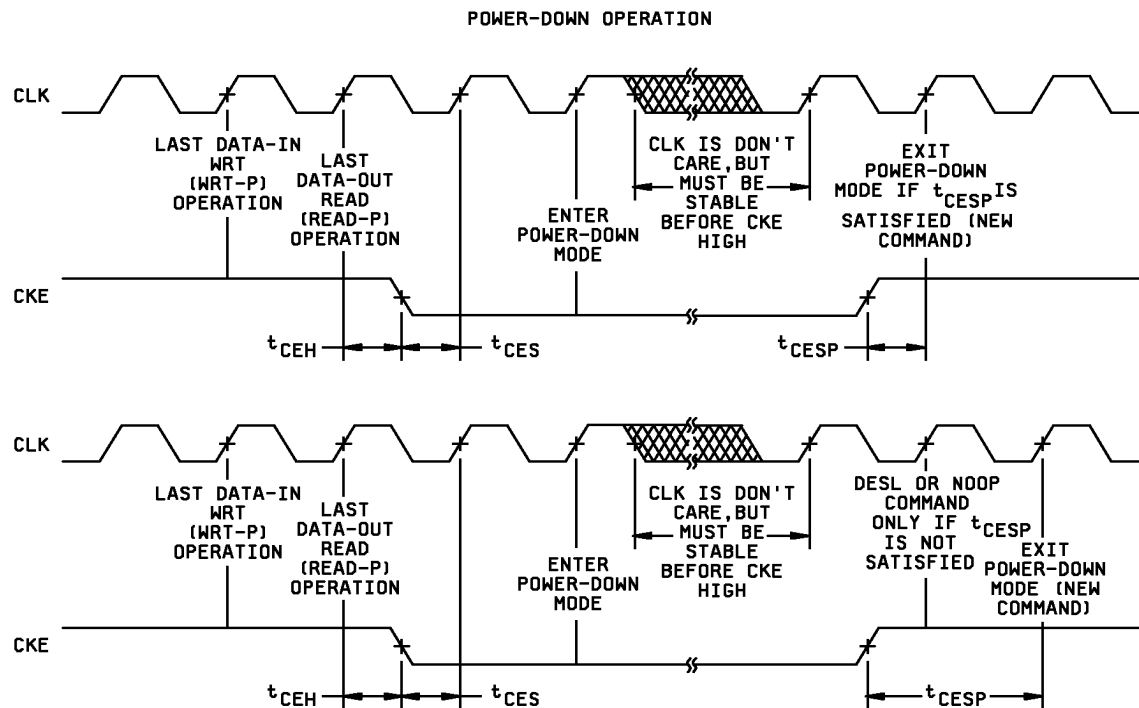 POWER-DOWN OPERATION
CLK
LAST DATA-IN
WRT
(WRT-P)
OPERATION
LAST
DATA-OUT
READ
(READ-P)
OPERATION
ENTER
POWER-DOWN
MODE
CLK IS DON'T
CARE,BUT
MUST BE
STABLE
BEFORE CKE
HIGH
EXIT
POWER-DOWN
MODE IF tCESP IS
SATISFIED (NEW
COMMAND)
CKE
tCEH
tCES
tCESP
CLK
LAST DATA-IN
WRT
(WRT-P)
OPERATION
LAST
DATA-OUT
READ
(READ-P)
OPERATION
ENTER
POWER-DOWN
MODE
CLK IS DON'T
CARE,BUT
MUST BE
STABLE
BEFORE CKE
HIGH
DESL OR NOOP
COMMAND
ONLY IF tCESP
IS NOT
SATISFIED
EXIT
POWER-DOWN
MODE (NEW
COMMAND)
CKE
tCEH
tCES
tCESP